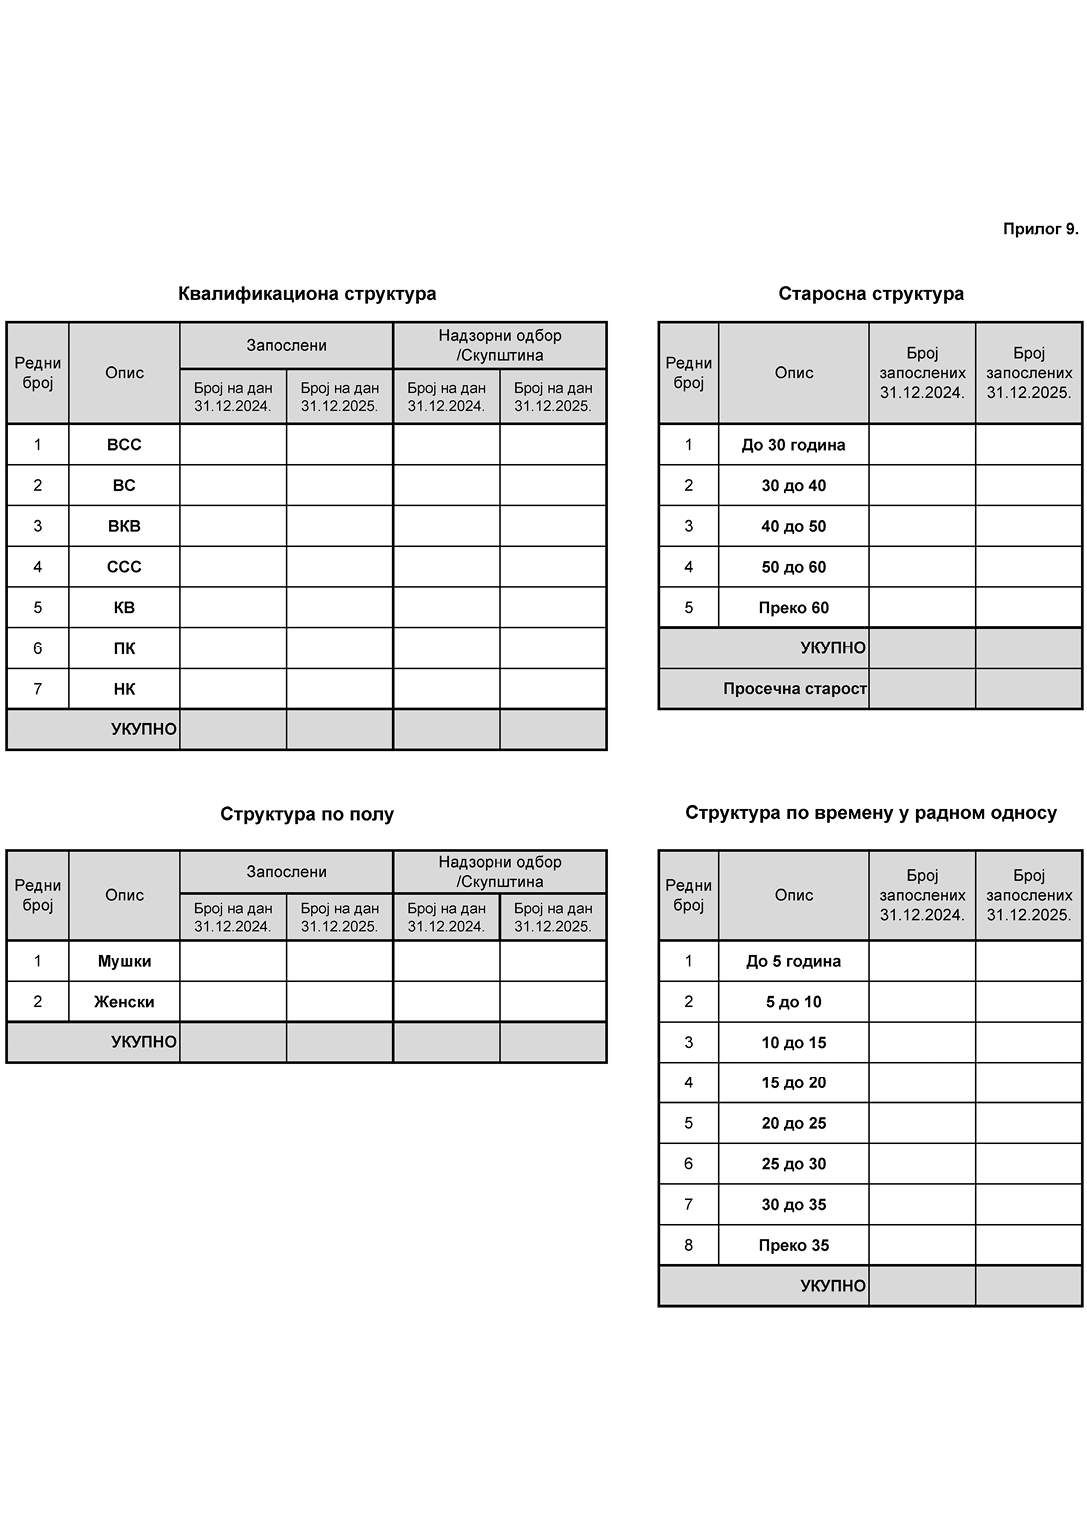 Прилог 9.
Квалификациона структура
Редни број
Опис
Запослени
Надзорни одбор
/Скупштина
Број на дан
31.12.2024.
Број на дан
31.12.2025.
Број на дан
31.12.2024.
Број на дан
31.12.2025.
1 ВСС
2 ВС
3 ВКВ
4 ССС
5 КВ
6 ПК
7 НК
УКУПНО
Старосна структура
Редни број
Опис
Број
запослених
31.12.2024.
Број
запослених
31.12.2025.
1 До 30 година
2 30 до 40
3 40 до 50
4 50 до 60
5 Преко 60
УКУПНО
Просечна старост
Структура по полу
Редни број
Опис
Запослени
Надзорни одбор
/Скупштина
Број на дан
31.12.2024.
Број на дан
31.12.2025.
Број на дан
31.12.2024.
Број на дан
31.12.2025.
1 Мушки
2 Женски
УКУПНО
Структура по времену у радном односу
Редни број
Опис
Број
запослених
31.12.2024.
Број
запослених
31.12.2025.
1 До 5 година
2 5 до 10
3 10 до 15
4 15 до 20
5 20 до 25
6 25 до 30
7 30 до 35
8 Преко 35
УКУПНО